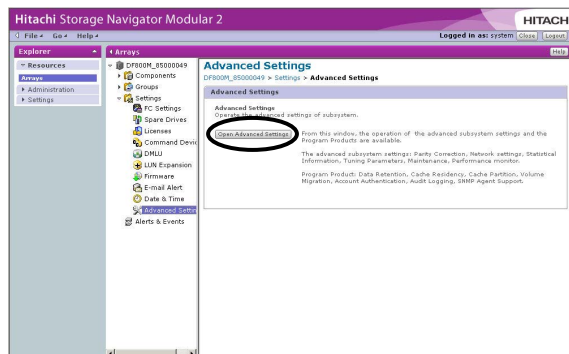 Hitachi Storage Navigator Modular 2
HITACH
File Go Help
Logged in as: system Close Logout
Explorer
Resources
Arrays
Administration
Settings
Arrays
Help
DF800M_85000049
Components
Groups
Settings
FC Settings
Spare Drives
Licenses
Command Devic
DMLU
LUN Expansion
Firmware
E-mail Alert
Date & Time
Advanced Settin
Alerts & Events
Advanced Settings
DF800M_85000049 > Settings > Advanced Settings
Advanced Settings
Advanced Settings
Operate the advanced settings of subsystem.
Open Advanced Settings
From this window, the operation of the advanced subsystem settings and the
Program Products are available.
The advanced subsystem settings: Parity Correction, Network settings, Statistical
Information, Tuning Parameters, Maintenance, Performance monitor.
Program Product: Data Retention, Cache Residency, Cache Partition, Volume
Migration, Account Authentication, Audit Logging, SNMP Agent Support.